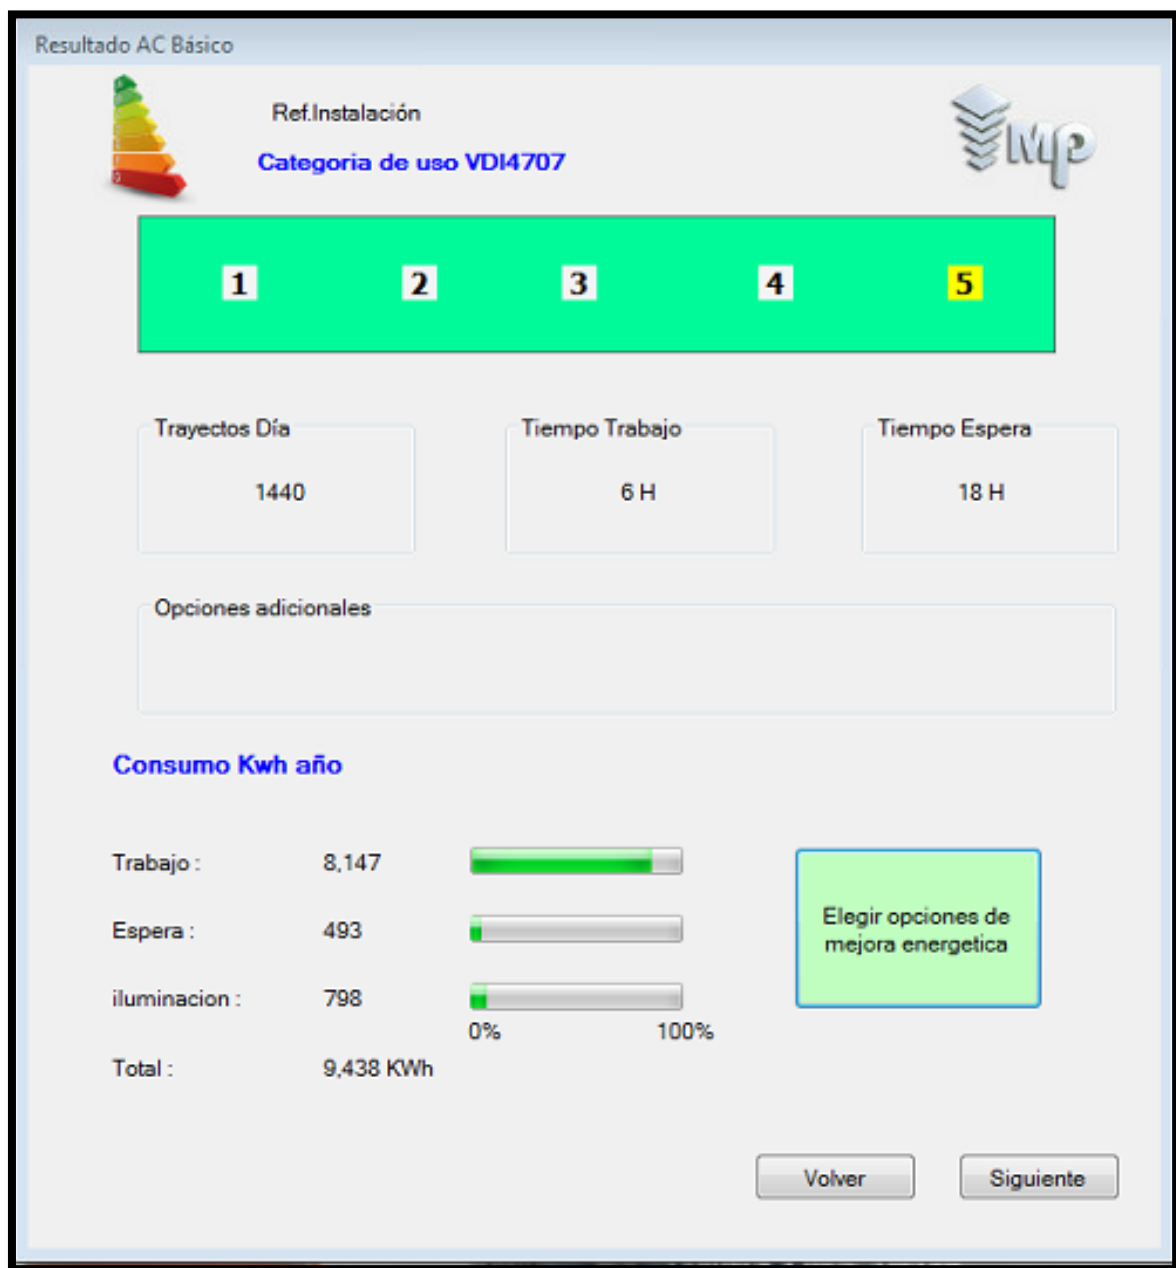 Resultado AC Básico
Ref.Instalación
Categoria de uso VDI4707
MP
1 2 3 4 5
Trayectos Día Tiempo Trabajo Tiempo Espera
1440 6 H 18 H
Opciones adicionales
Consumo Kwh año
Trabajo : 8,147
Espera : 493
iluminacion : 798
0% 100%
Total : 9,438 KWh
Elegir opciones de
mejora energetica
Volver Siguiente